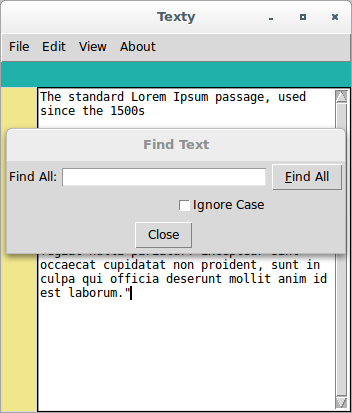 Texty
File Edit View About
The standard Lorem Ipsum passage, used
since the 1500s
Find Text
Find All:
Find All
Ignore Case
Close
occaecat cupidatat non proident, sunt in
culpa qui officia deserunt mollit anim id
est laborum."